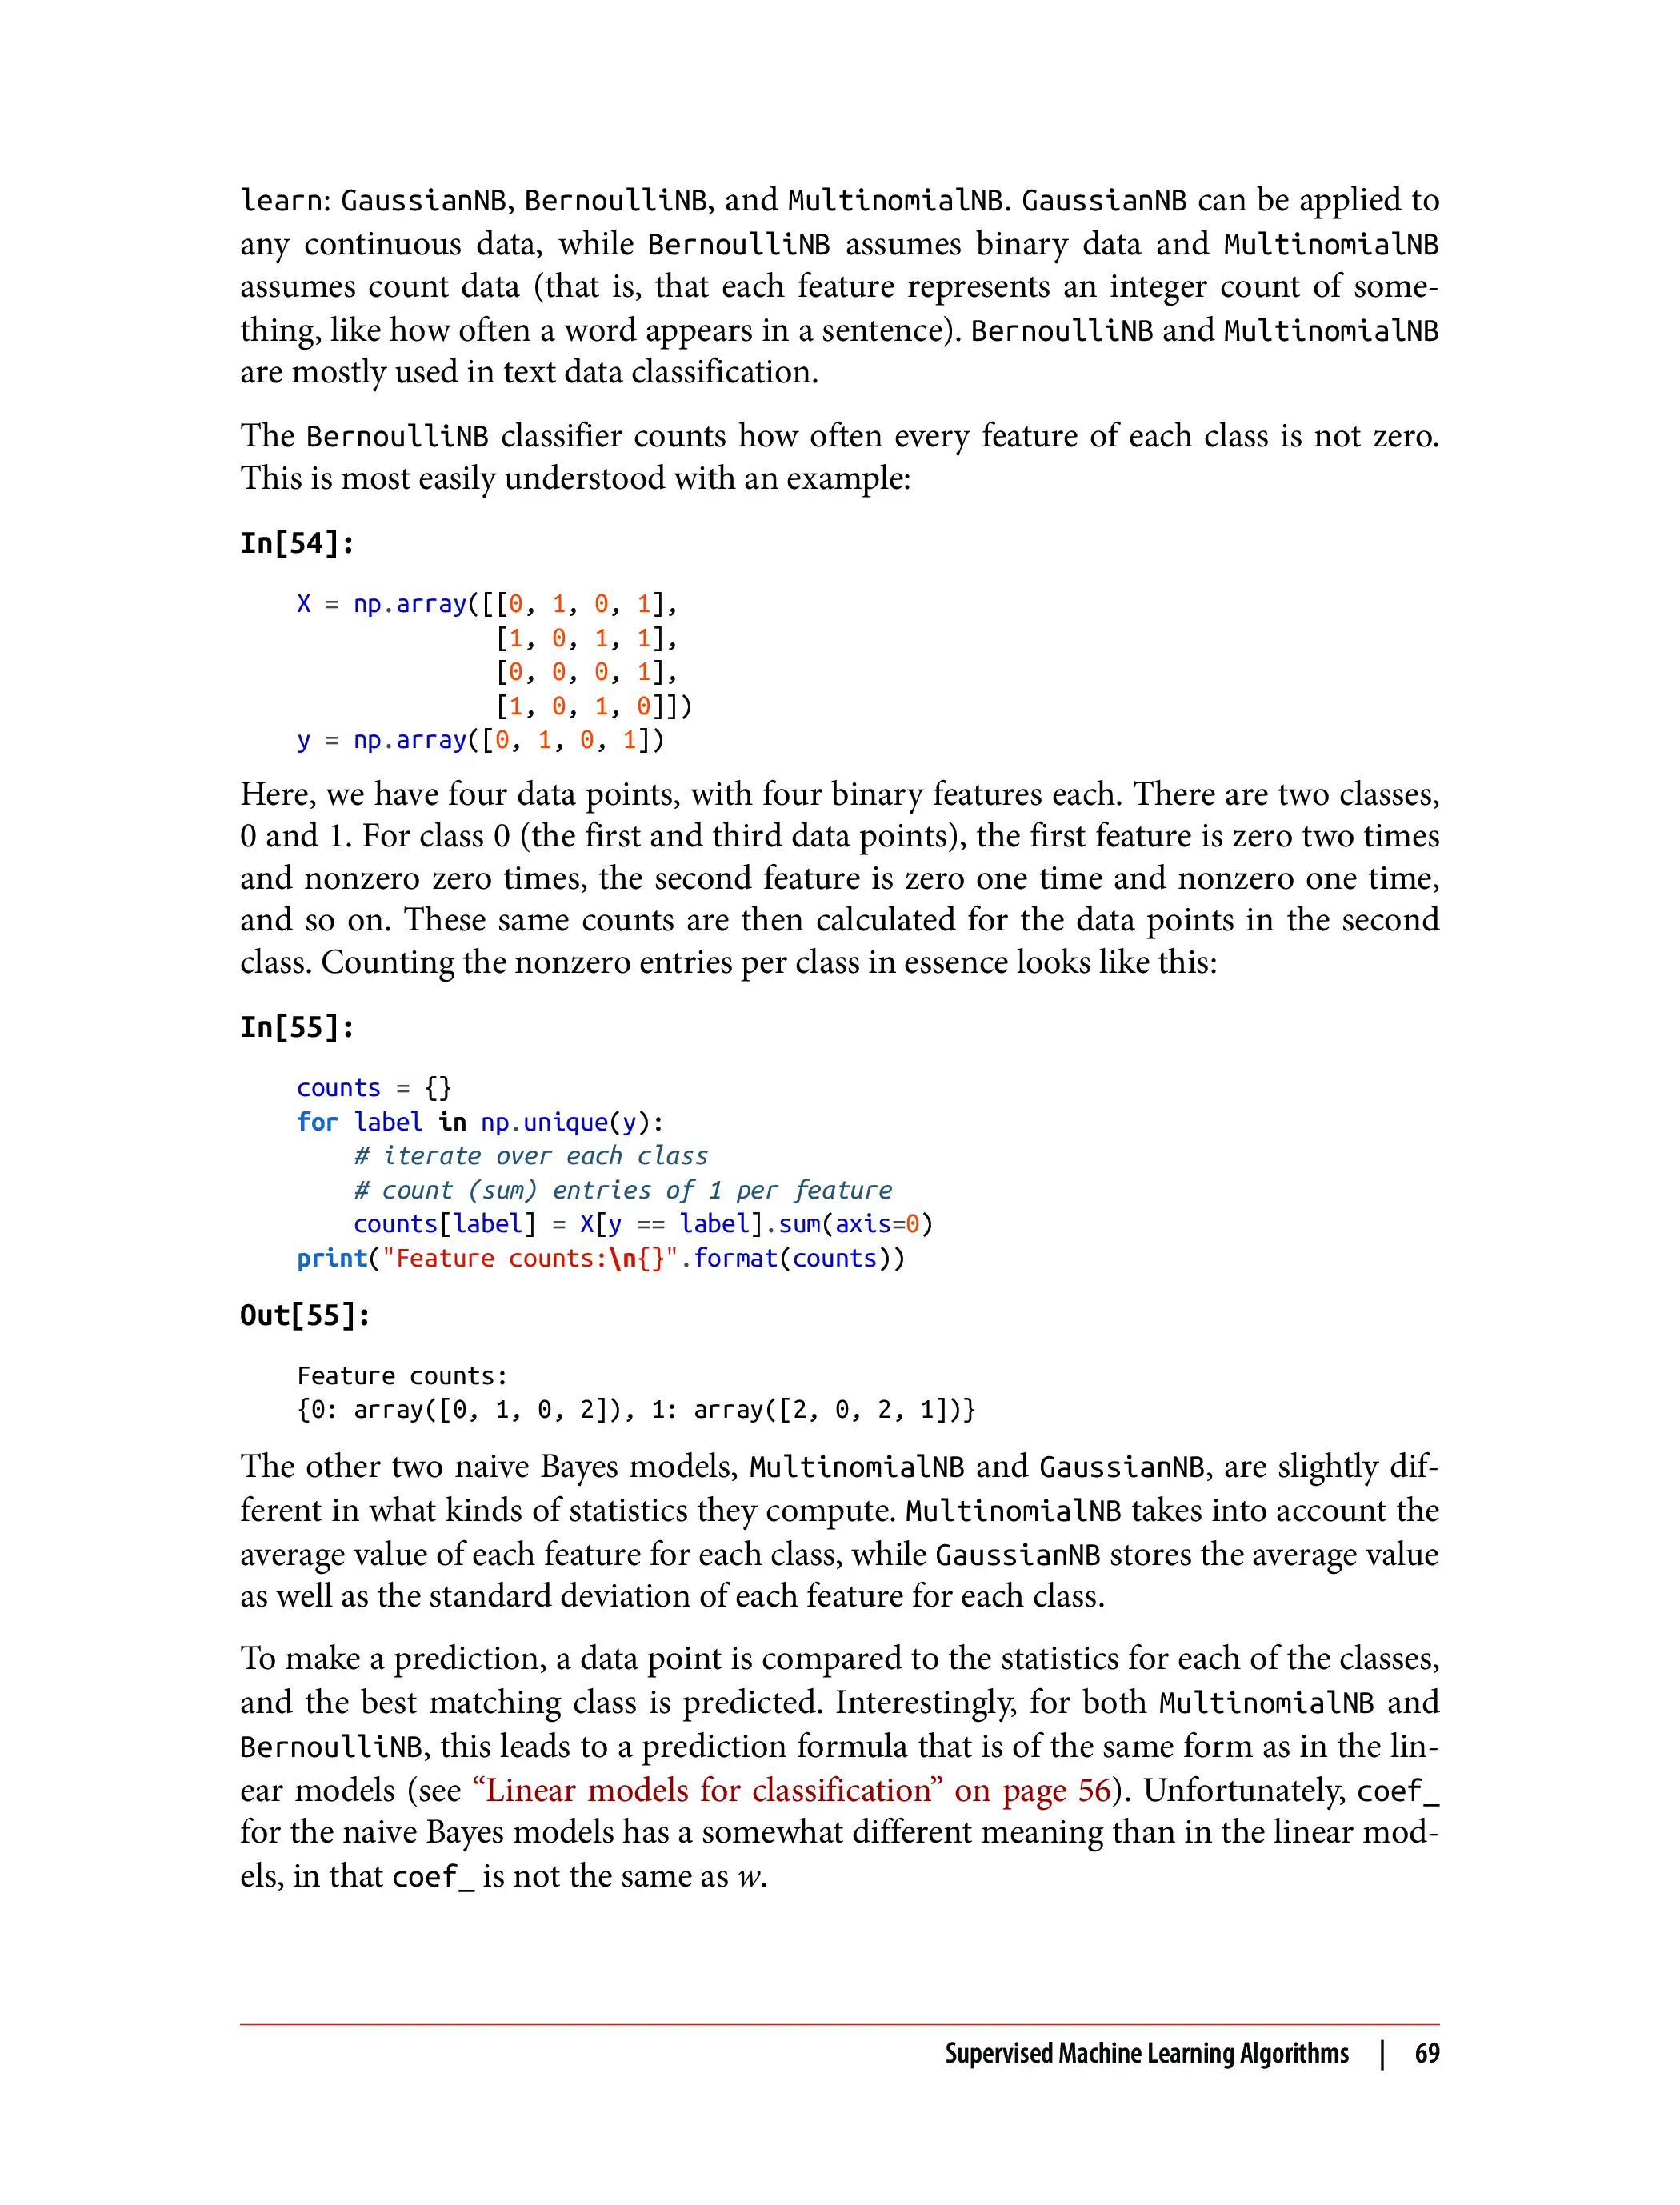 learn: GaussianNB, BernoulliNB, and MultinomialNB. GaussianNB can be applied to
any continuous data, while BernoulliNB assumes binary data and MultinomialNB
assumes count data (that is, that each feature represents an integer count of some-
thing, like how often a word appears in a sentence). BernoulliNB and MultinomialNB
are mostly used in text data classification.
The BernoulliNB classifier counts how often every feature of each class is not zero.
This is most easily understood with an example:
In[54]:
X = np.array([[0, 1, 0, 1],
              [1, 0, 1, 1],
              [0, 0, 0, 1],
              [1, 0, 1, 0]])
y = np.array([0, 1, 0, 1])
Here, we have four data points, with four binary features each. There are two classes,
0 and 1. For class 0 (the first and third data points), the first feature is zero two times
and nonzero zero times, the second feature is zero one time and nonzero one time,
and so on. These same counts are then calculated for the data points in the second
class. Counting the nonzero entries per class in essence looks like this:
In[55]:
counts = {}
for label in np.unique(y):
    # iterate over each class
    # count (sum) entries of 1 per feature
    counts[label] = X[y == label].sum(axis=0)
print("Feature counts:\n{}".format(counts))
Out[55]:
Feature counts:
{0: array([0, 1, 0, 2]), 1: array([2, 0, 2, 1])}
The other two naive Bayes models, MultinomialNB and GaussianNB, are slightly dif-
ferent in what kinds of statistics they compute. MultinomialNB takes into account the
average value of each feature for each class, while GaussianNB stores the average value
as well as the standard deviation of each feature for each class.
To make a prediction, a data point is compared to the statistics for each of the classes,
and the best matching class is predicted. Interestingly, for both MultinomialNB and
BernoulliNB, this leads to a prediction formula that is of the same form as in the lin-
ear models (see “Linear models for classification” on page 56). Unfortunately, coef_
for the naive Bayes models has a somewhat different meaning than in the linear mod-
els, in that coef_ is not the same as w.
Supervised Machine Learning Algorithms | 69